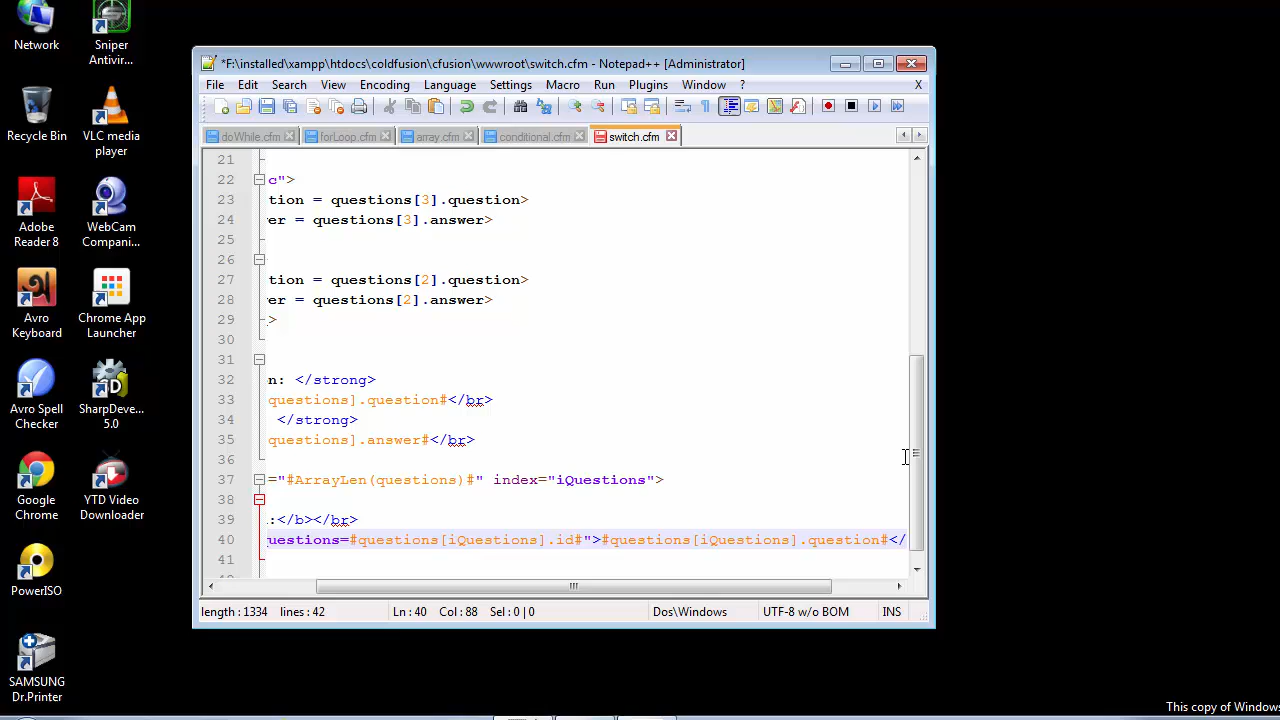 Network
Sniper
Antivir...
Recycle Bin
VLC media
player
Adobe
Reader 8
WebCam
Compani...
Avro
Keyboard
Chrome App
Launcher
Avro Spell
Checker
SharpDeve...
5.0
Google
Chrome
YTD Video
Downloader
PowerISO
SAMSUNG
Dr.Printer
*F:\installed\xampp\htdocs\coldfusion\cfusion\wwwroot\switch.cfm - Notepad++ [Administrator]
File Edit Search View Encoding Language Settings Macro Run Plugins Window ? X
doWhile.cfm forLoop.cfm array.cfm conditional.cfm switch.cfm
21
22 c">
23 tion = questions[3].question>
24 er = questions[3].answer>
25
26
27 tion = questions[2].question>
28 er = questions[2].answer>
29 >
30
31
32 n: </strong>
33 questions].question#</br>
34 </strong>
35 questions].answer#</br>
36
37 ="#ArrayLen(questions)#" index="iQuestions">
38
39 :</b></br>
40 uestions=#questions[iQuestions].id#">#questions[iQuestions].question#</
41
length : 1334 lines : 42 Ln : 40 Col : 88 Sel : 0 | 0 Dos\Windows UTF-8 w/o BOM INS
This copy of Window